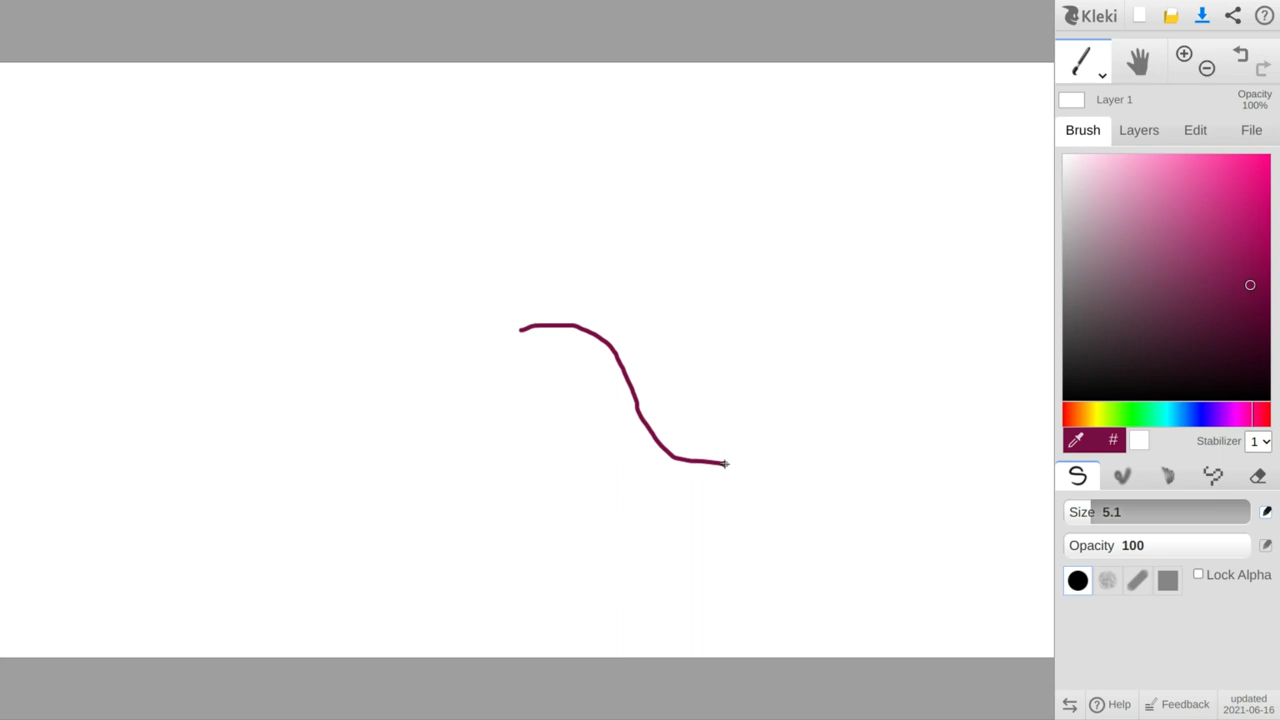 Kleki
Layer 1
Opacity
100%
Brush
Layers
Edit
File
#
Stabilizer 1
Size 5.1
Opacity 100
Lock Alpha
Help
Feedback
updated
2021-06-16